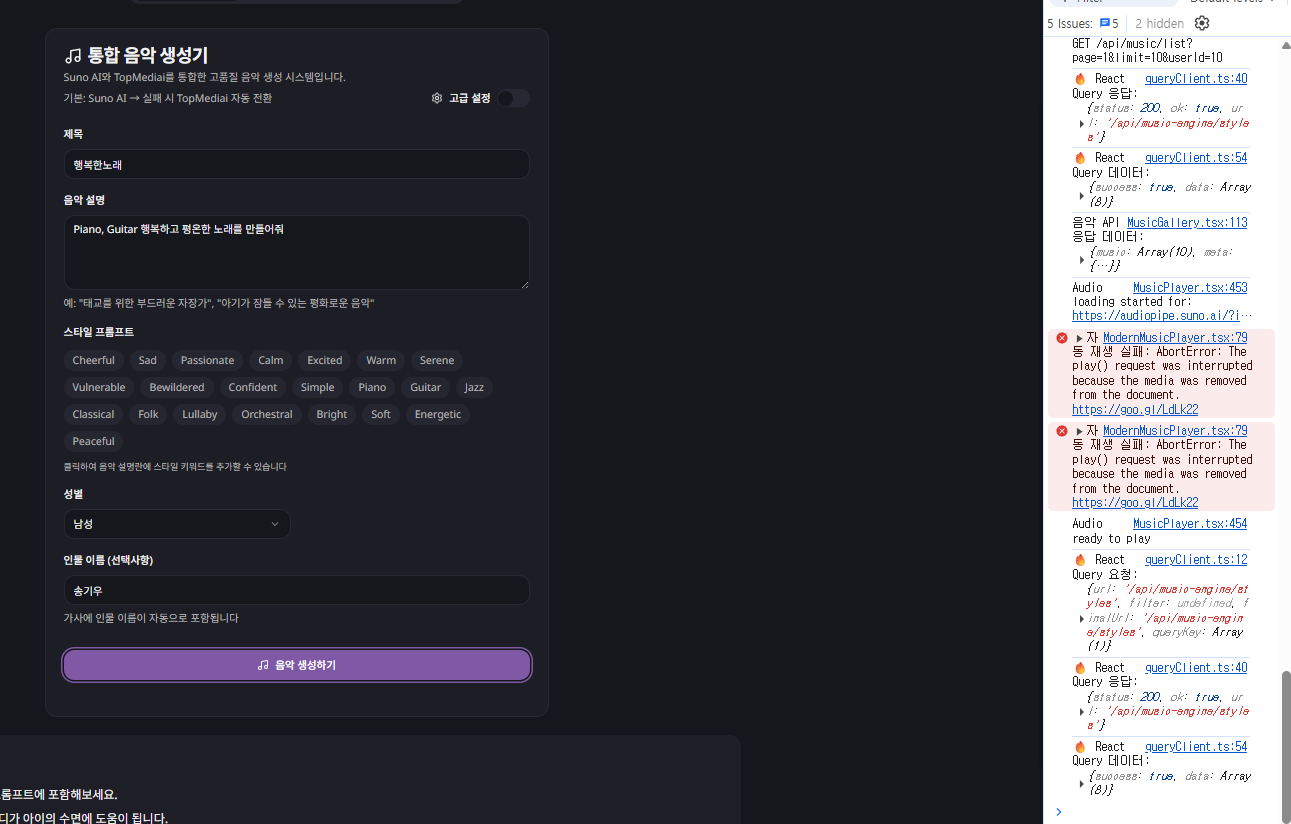 통합 음악 생성기
Suno AI와 TopMediai를 통합한 고품질 음악 생성 시스템입니다.
기본: Suno AI → 실패 시 TopMediai 자동 전환
고급 설정
제목
행복한노래
음악 설명
Piano, Guitar 행복하고 평온한 노래를 만들어줘
예: "태교를 위한 부드러운 자장가", "아기가 잠들 수 있는 평화로운 음악"
스타일 프롬프트
Cheerful Sad Passionate Calm Excited Warm Serene
Vulnerable Bewildered Confident Simple Piano Guitar Jazz
Classical Folk Lullaby Orchestral Bright Soft Energetic
Peaceful
클릭하여 음악 설명란에 스타일 키워드를 추가할 수 있습니다
성별
남성
인물 이름 (선택사항)
송기우
가사에 인물 이름이 자동으로 포함됩니다
음악 생성하기
롬프트에 포함해보세요.
디가 아이의 수면에 도움이 됩니다.
5 Issues: 5 2 hidden
GET /api/music/list?
page=1&limit=10&userId=10
React queryClient.ts:40
Query 응답:
{status: 200, ok: true, ur
l: '/api/music-engine/style
s'}
React queryClient.ts:54
Query 데이터:
{success: true, data: Array
(8)}
음악 API MusicGallery.tsx:113
응답 데이터:
{music: Array(10), meta:
{…}}
Audio MusicPlayer.tsx:453
loading started for:
https://audiopipe.suno.ai/?i…
자 ModernMusicPlayer.tsx:79
동 재생 실패: AbortError: The
play() request was interrupted
because the media was removed
from the document.
https://goo.gl/LdLk22
자 ModernMusicPlayer.tsx:79
동 재생 실패: AbortError: The
play() request was interrupted
because the media was removed
from the document.
https://goo.gl/LdLk22
Audio MusicPlayer.tsx:454
ready to play
React queryClient.ts:12
Query 요청:
{url: '/api/music-engine/st
yles', filter: undefined, f
inalUrl: '/api/music-engin
e/styles', queryKey: Array
(1)}
React queryClient.ts:40
Query 응답:
{status: 200, ok: true, ur
l: '/api/music-engine/style
s'}
React queryClient.ts:54
Query 데이터:
{success: true, data: Array
(8)}